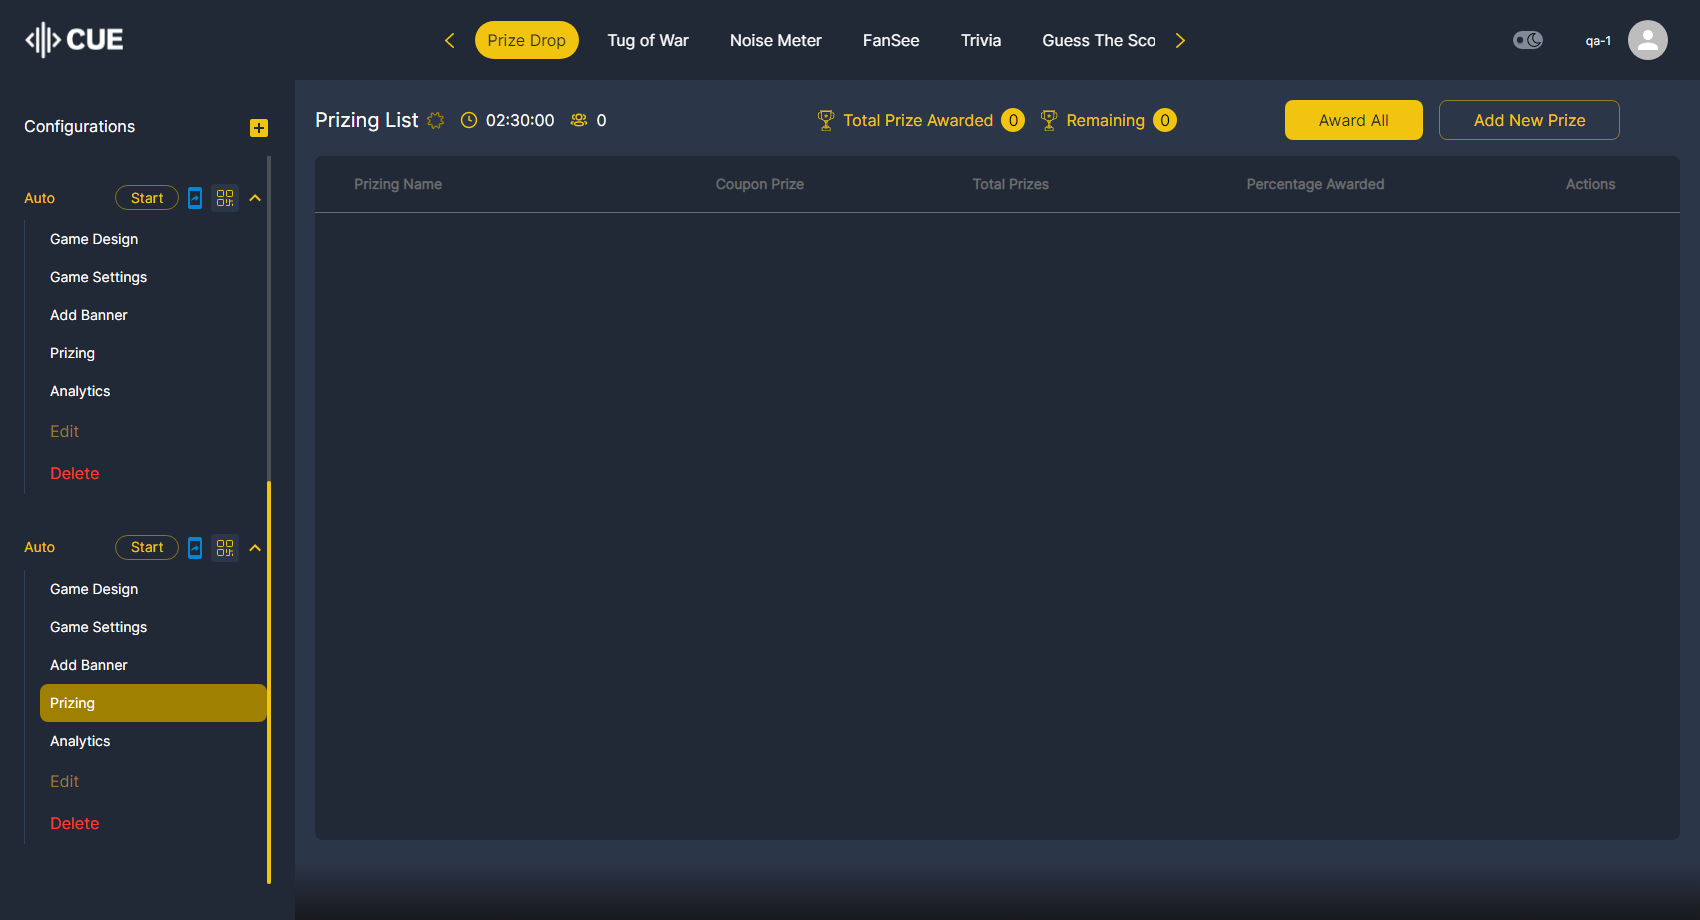 CUE
Prize Drop Tug of War Noise Meter FanSee Trivia Guess The Sco
qa-1
Configurations
Auto Start
Game Design
Game Settings
Add Banner
Prizing
Analytics
Edit
Delete
Auto Start
Game Design
Game Settings
Add Banner
Prizing
Analytics
Edit
Delete
Prizing List 02:30:00 0 Total Prize Awarded 0 Remaining 0 Award All Add New Prize
Prizing Name Coupon Prize Total Prizes Percentage Awarded Actions